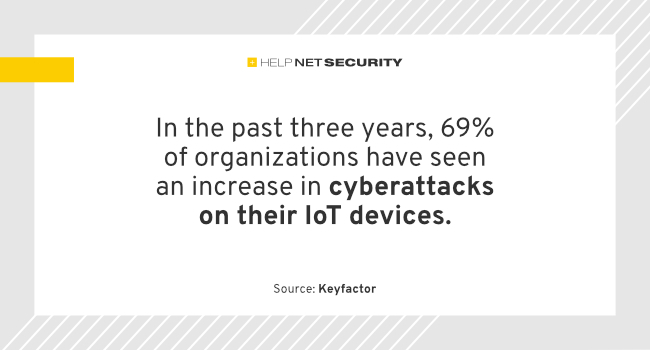 HELP NET SECURITY
In the past three years, 69%
of organizations have seen
an increase in cyberattacks
on their IoT devices.
Source: Keyfactor